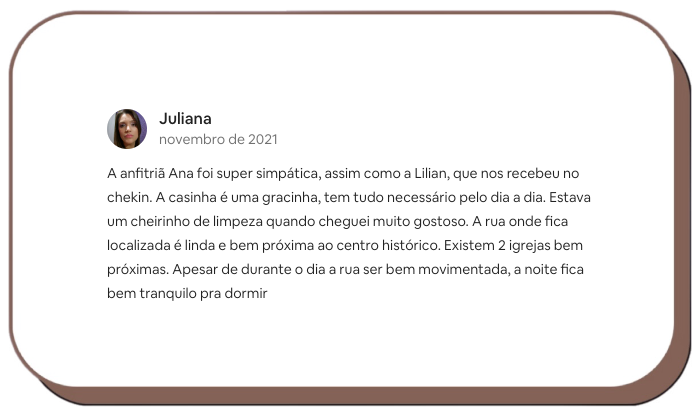 Juliana
novembro de 2021
A anfitriã Ana foi super simpática, assim como a Lilian, que nos recebeu no
chekin. A casinha é uma gracinha, tem tudo necessário pelo dia a dia. Estava
um cheirinho de limpeza quando cheguei muito gostoso. A rua onde fica
localizada é linda e bem próxima ao centro histórico. Existem 2 igrejas bem
próximas. Apesar de durante o dia a rua ser bem movimentada, a noite fica
bem tranquilo pra dormir